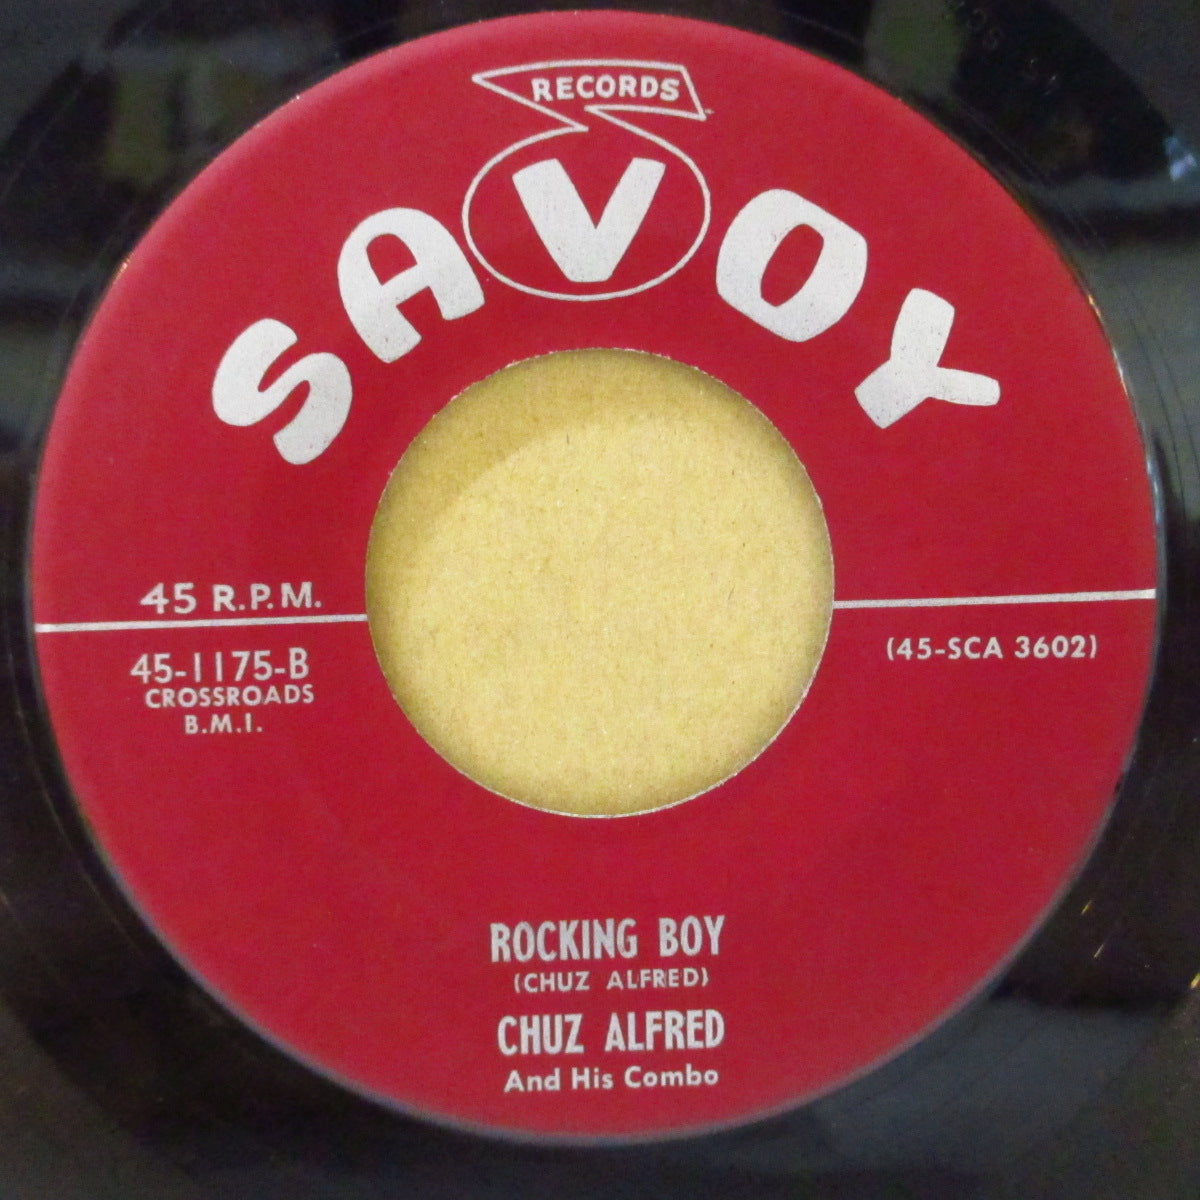 RECORDS
SAVOY
45 R.P.M.
45-1175-B
CROSSROADS
B.M.I.
(45-SCA 3602)
ROCKING BOY
(CHUZ ALFRED)
CHUZ ALFRED
And His Combo